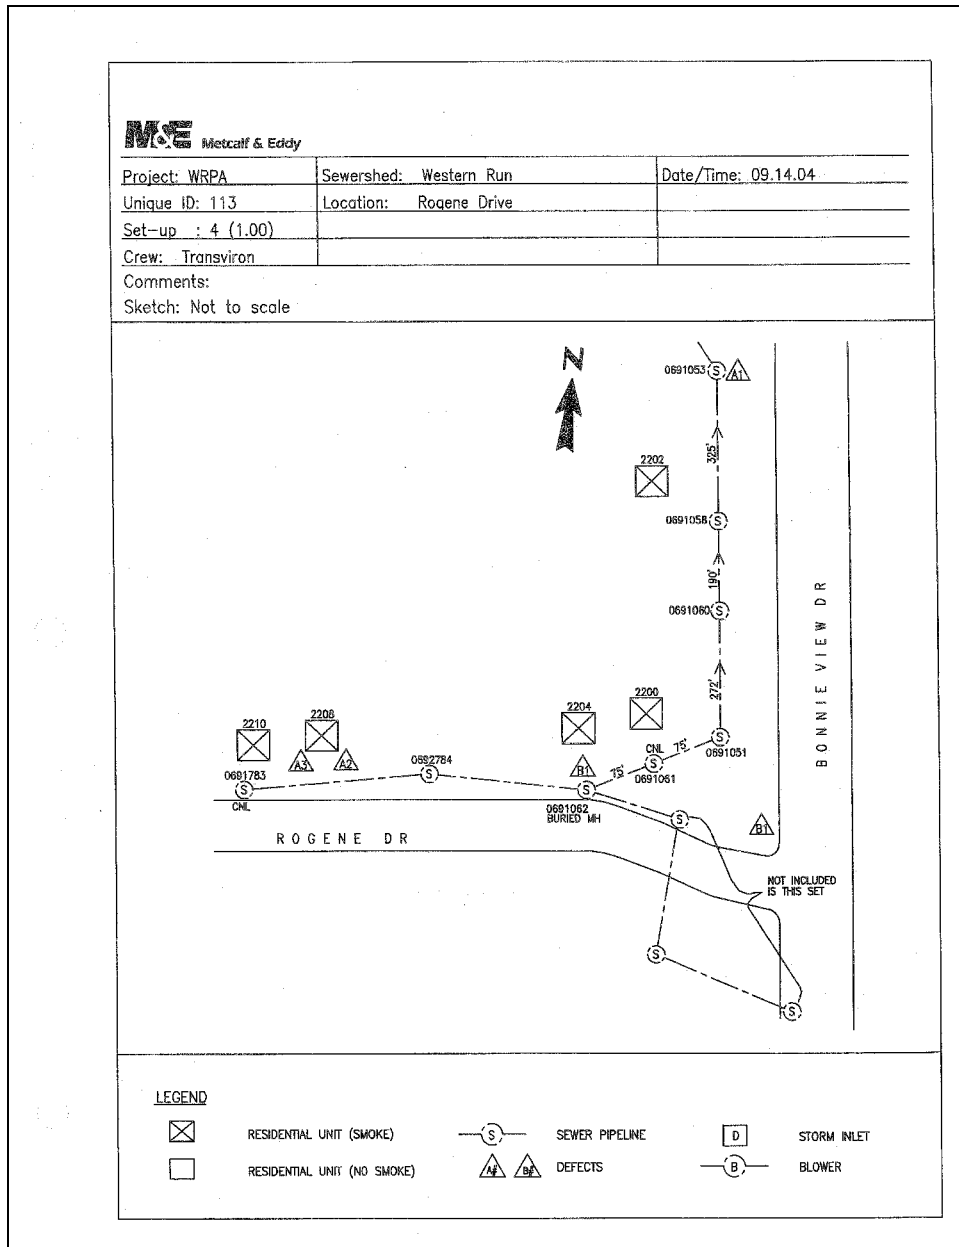 M&E Metcalf & Eddy
Project: WRPA Sewershed: Western Run Date/Time: 09.14.04
Unique ID: 113 Location: Rogene Drive
Set-up : 4 (1.00)
Crew: Transviron
Comments:
Sketch: Not to scale
N
0691053 S A1
325'
2202
0691058 S
190'
0691060 S
BONNIE VIEW DR
272'
2210 2208 2204 2200
CNL 75' S 0691051
A3 A2 B1 75' S 0691061
0691783 S 0692784 S S
CNL 0691062
BURIED MH
S B1
ROGENE DR
NOT INCLUDED
IS THIS SET
S
S
LEGEND
RESIDENTIAL UNIT (SMOKE) S SEWER PIPELINE D STORM INLET
RESIDENTIAL UNIT (NO SMOKE) A# B# DEFECTS B BLOWER